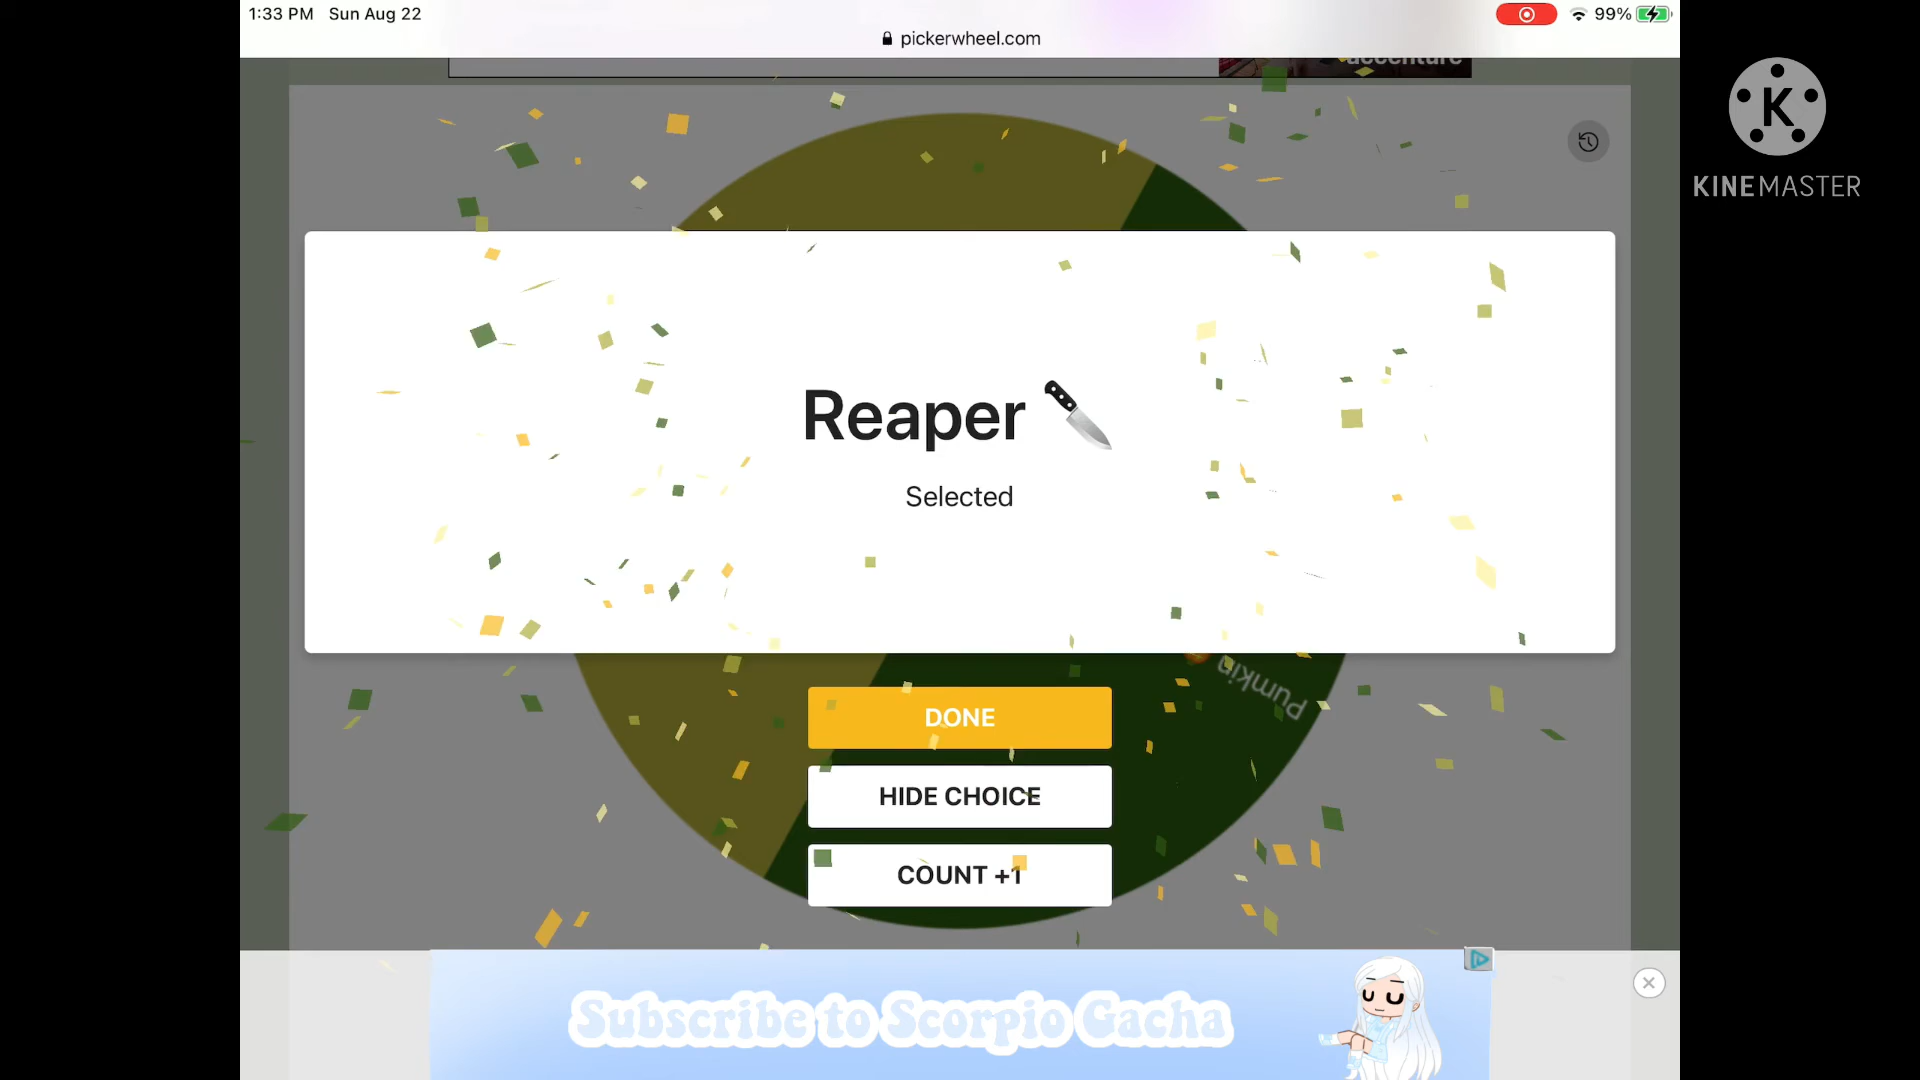 1:33 PM Sun Aug 22
99%
pickerwheel.com
accenture
K
KINEMASTER
Reaper
Selected
Pumkin
DONE
HIDE CHOICE
COUNT +1
Subscribe to Scorpio Gacha